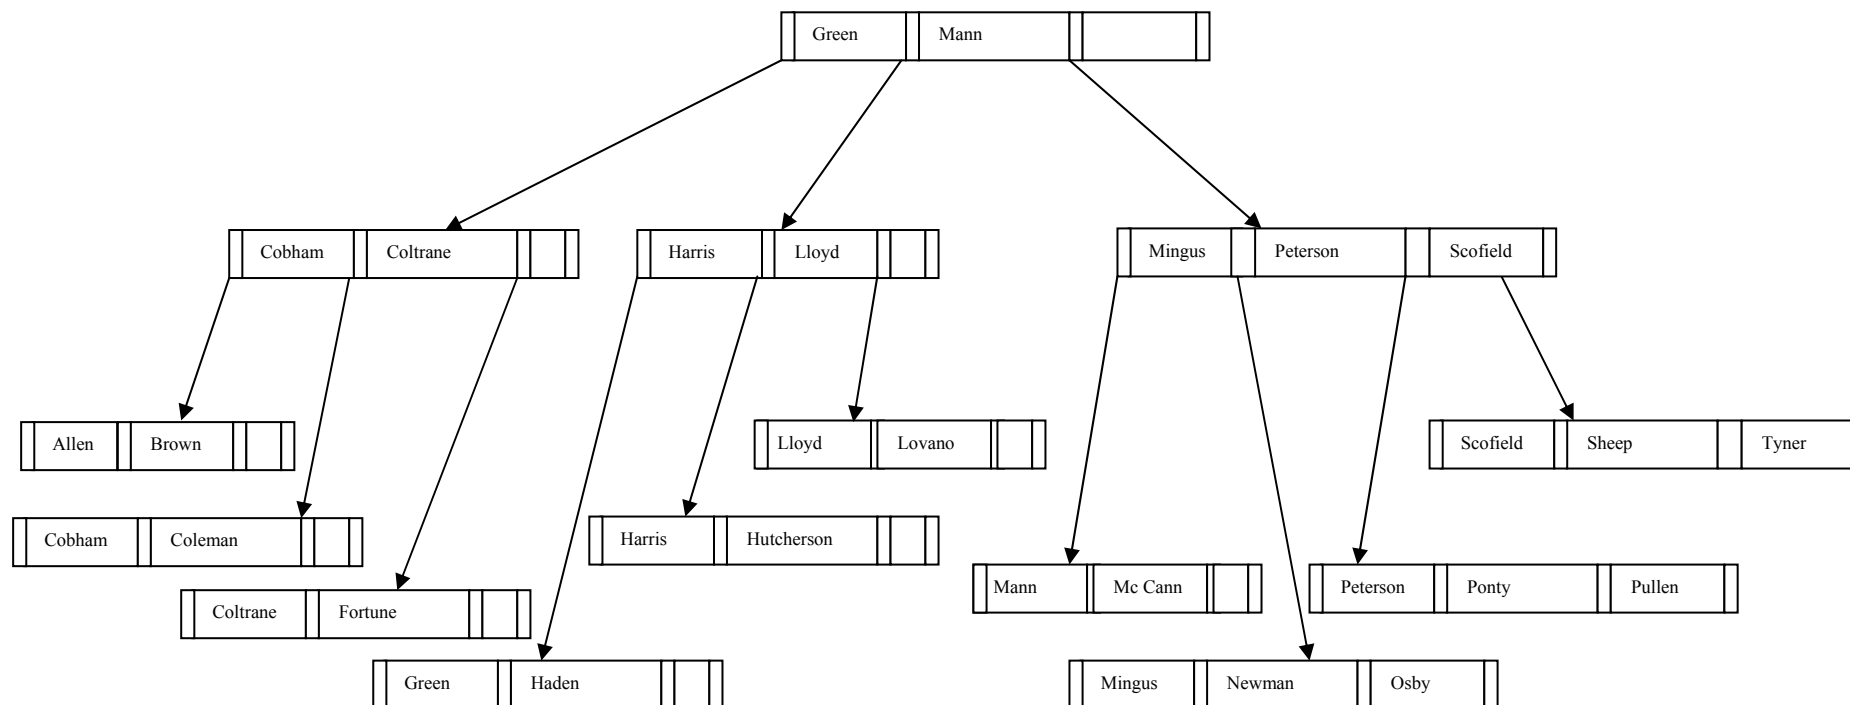 Green Mann
Cobham Coltrane
Harris Lloyd
Mingus Peterson Scofield
Allen Brown
Lloyd Lovano
Scofield Sheep Tyner
Cobham Coleman
Harris Hutcherson
Mann Mc Cann
Peterson Ponty Pullen
Coltrane Fortune
Green Haden
Mingus Newman Osby